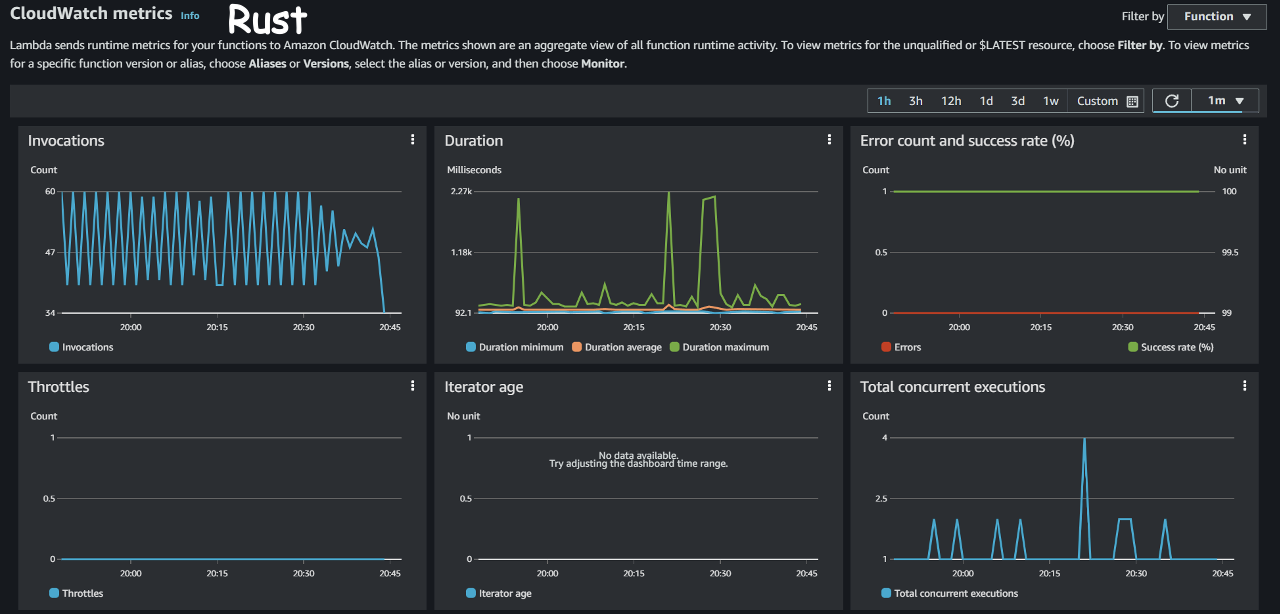 CloudWatch metrics Info Rust
Filter by Function
Lambda sends runtime metrics for your functions to Amazon CloudWatch. The metrics shown are an aggregate view of all function runtime activity. To view metrics for the unqualified or $LATEST resource, choose Filter by. To view metrics
for a specific function version or alias, choose Aliases or Versions, select the alias or version, and then choose Monitor.
1h 3h 12h 1d 3d 1w Custom 1m
Invocations
Count
60
47
34
20:00 20:15 20:30 20:45
Invocations
Duration
Milliseconds
2.27k
1.18k
92.1
20:00 20:15 20:30 20:45
Duration minimum Duration average Duration maximum
Error count and success rate (%)
Count No unit
1 100
0.5 99.5
0 99
20:00 20:15 20:30 20:45
Errors Success rate (%)
Throttles
Count
1
0.5
0
20:00 20:15 20:30 20:45
Throttles
Iterator age
No unit
1
No data available.
Try adjusting the dashboard time range.
0.5
0
20:00 20:15 20:30 20:45
Iterator age
Total concurrent executions
Count
4
2.5
1
20:00 20:15 20:30 20:45
Total concurrent executions